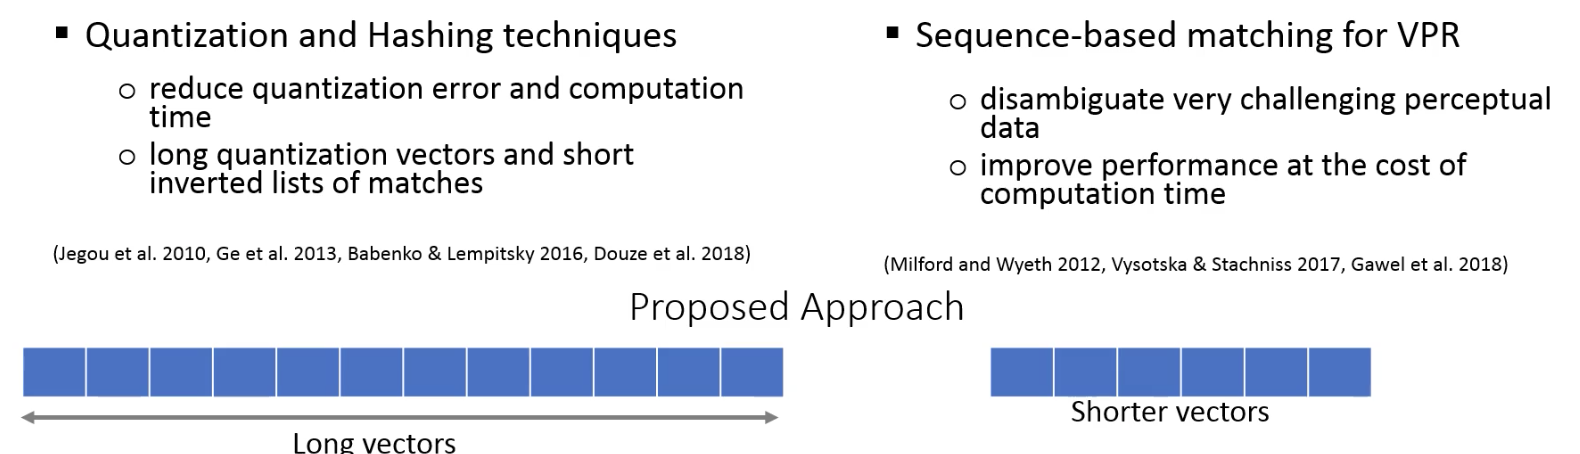 ▪ Quantization and Hashing techniques
o reduce quantization error and computation
time
o long quantization vectors and short
inverted lists of matches
(Jegou et al. 2010, Ge et al. 2013, Babenko & Lempitsky 2016, Douze et al. 2018)
▪ Sequence-based matching for VPR
o disambiguate very challenging perceptual
data
o improve performance at the cost of
computation time
(Milford and Wyeth 2012, Vysotska & Stachniss 2017, Gawel et al. 2018)
Proposed Approach
Long vectors
Shorter vectors